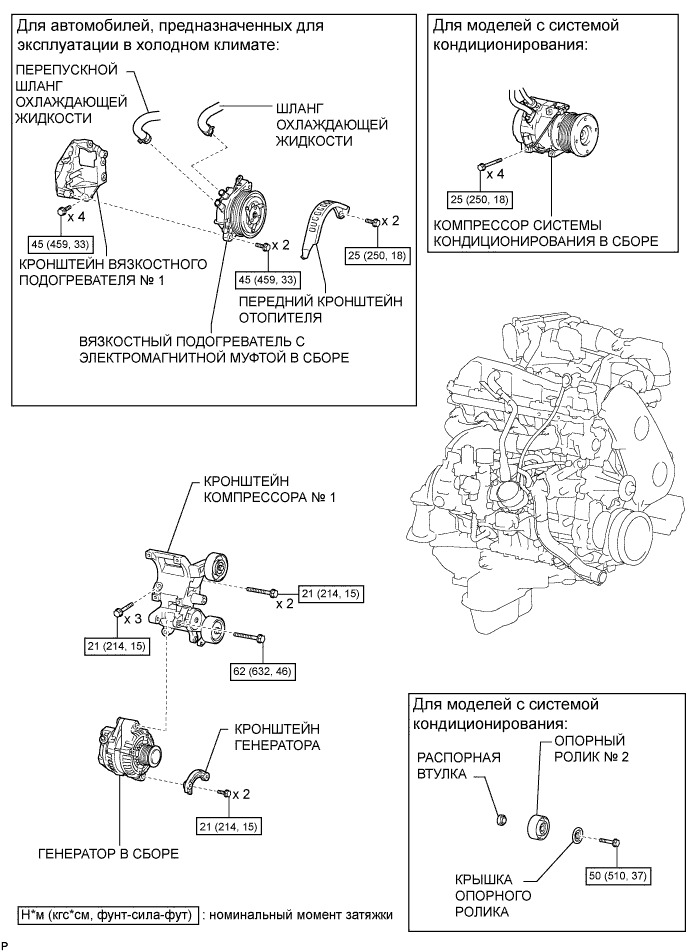 Для автомобилей, предназначенных для
эксплуатации в холодном климате:
ПЕРЕПУСКНОЙ
ШЛАНГ
ОХЛАЖДАЮЩЕЙ
ЖИДКОСТИ
ШЛАНГ
ОХЛАЖДАЮЩЕЙ
ЖИДКОСТИ
x 4
45 (459, 33)
КРОНШТЕЙН ВЯЗКОСТНОГО
ПОДОГРЕВАТЕЛЯ № 1
x 2
45 (459, 33)
x 2
25 (250, 18)
ПЕРЕДНИЙ КРОНШТЕЙН
ОТОПИТЕЛЯ
ВЯЗКОСТНЫЙ ПОДОГРЕВАТЕЛЬ С
ЭЛЕКТРОМАГНИТНОЙ МУФТОЙ В СБОРЕ
Для моделей с системой
кондиционирования:
x 4
25 (250, 18)
КОМПРЕССОР СИСТЕМЫ
КОНДИЦИОНИРОВАНИЯ В СБОРЕ
КРОНШТЕЙН
КОМПРЕССОРА № 1
x 2
21 (214, 15)
x 3
21 (214, 15)
62 (632, 46)
КРОНШТЕЙН
ГЕНЕРАТОРА
x 2
21 (214, 15)
ГЕНЕРАТОР В СБОРЕ
Для моделей с системой
кондиционирования:
РАСПОРНАЯ
ВТУЛКА
ОПОРНЫЙ
РОЛИК № 2
50 (510, 37)
КРЫШКА
ОПОРНОГО
РОЛИКА
Н*м (кгс*см, фунт-сила-фут) : номинальный момент затяжки
P